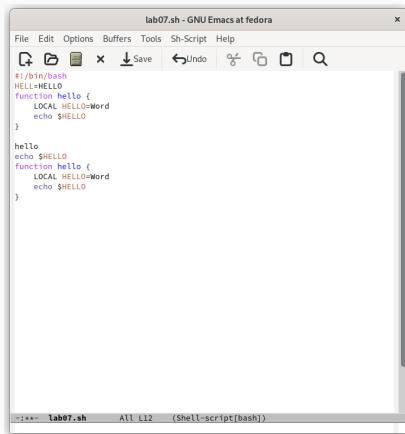 lab07.sh - GNU Emacs at fedora
×
File Edit Options Buffers Tools Sh-Script Help
Save Undo
#!/bin/bash
HELL=HELLO
function hello {
    LOCAL HELLO=Word
    echo $HELLO
}

hello
echo $HELLO
function hello {
    LOCAL HELLO=Word
    echo $HELLO
}
-:**- lab07.sh All L12 (Shell-script[bash])